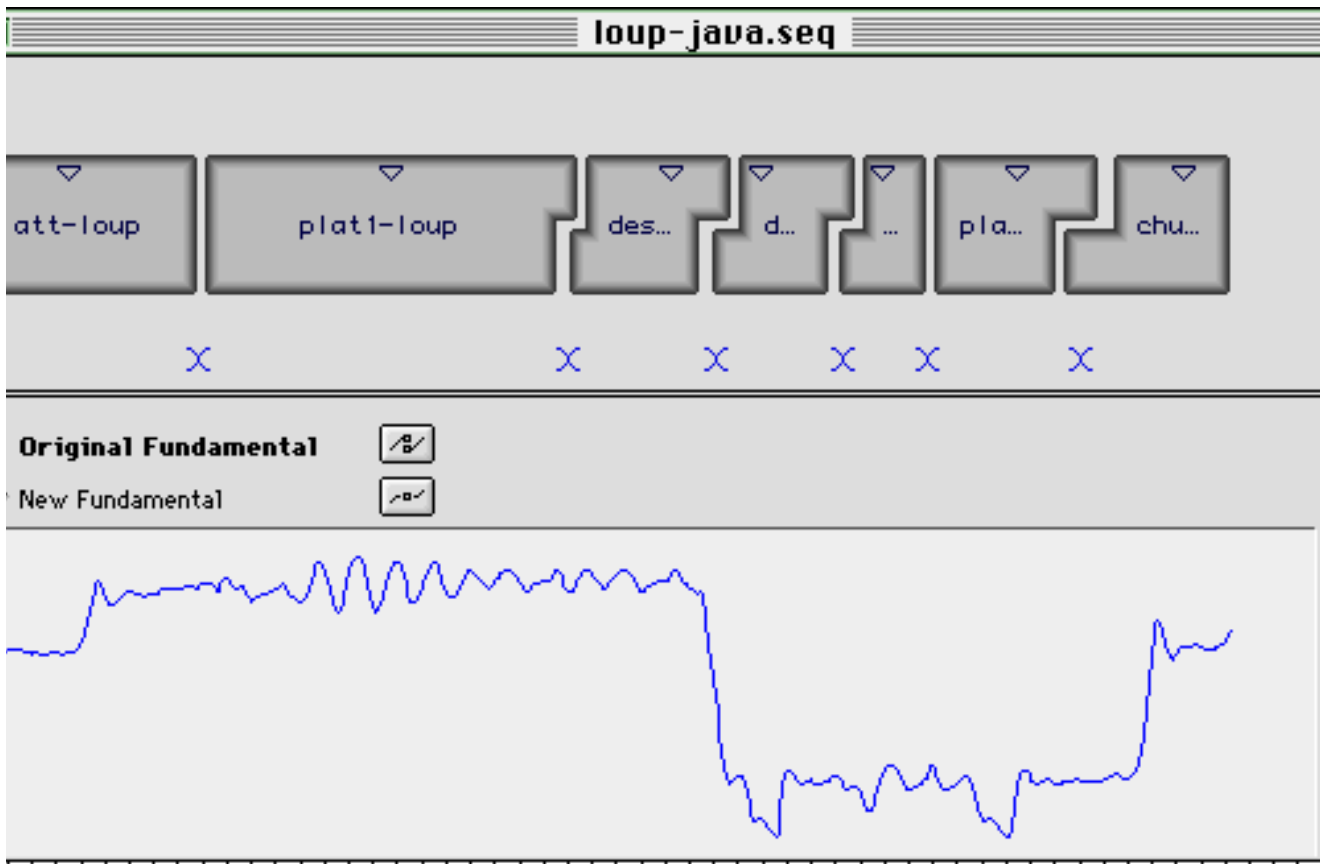 loup-java.seq
att-loup plat1-loup des... d... ... pla... chu...
Original Fundamental
New Fundamental